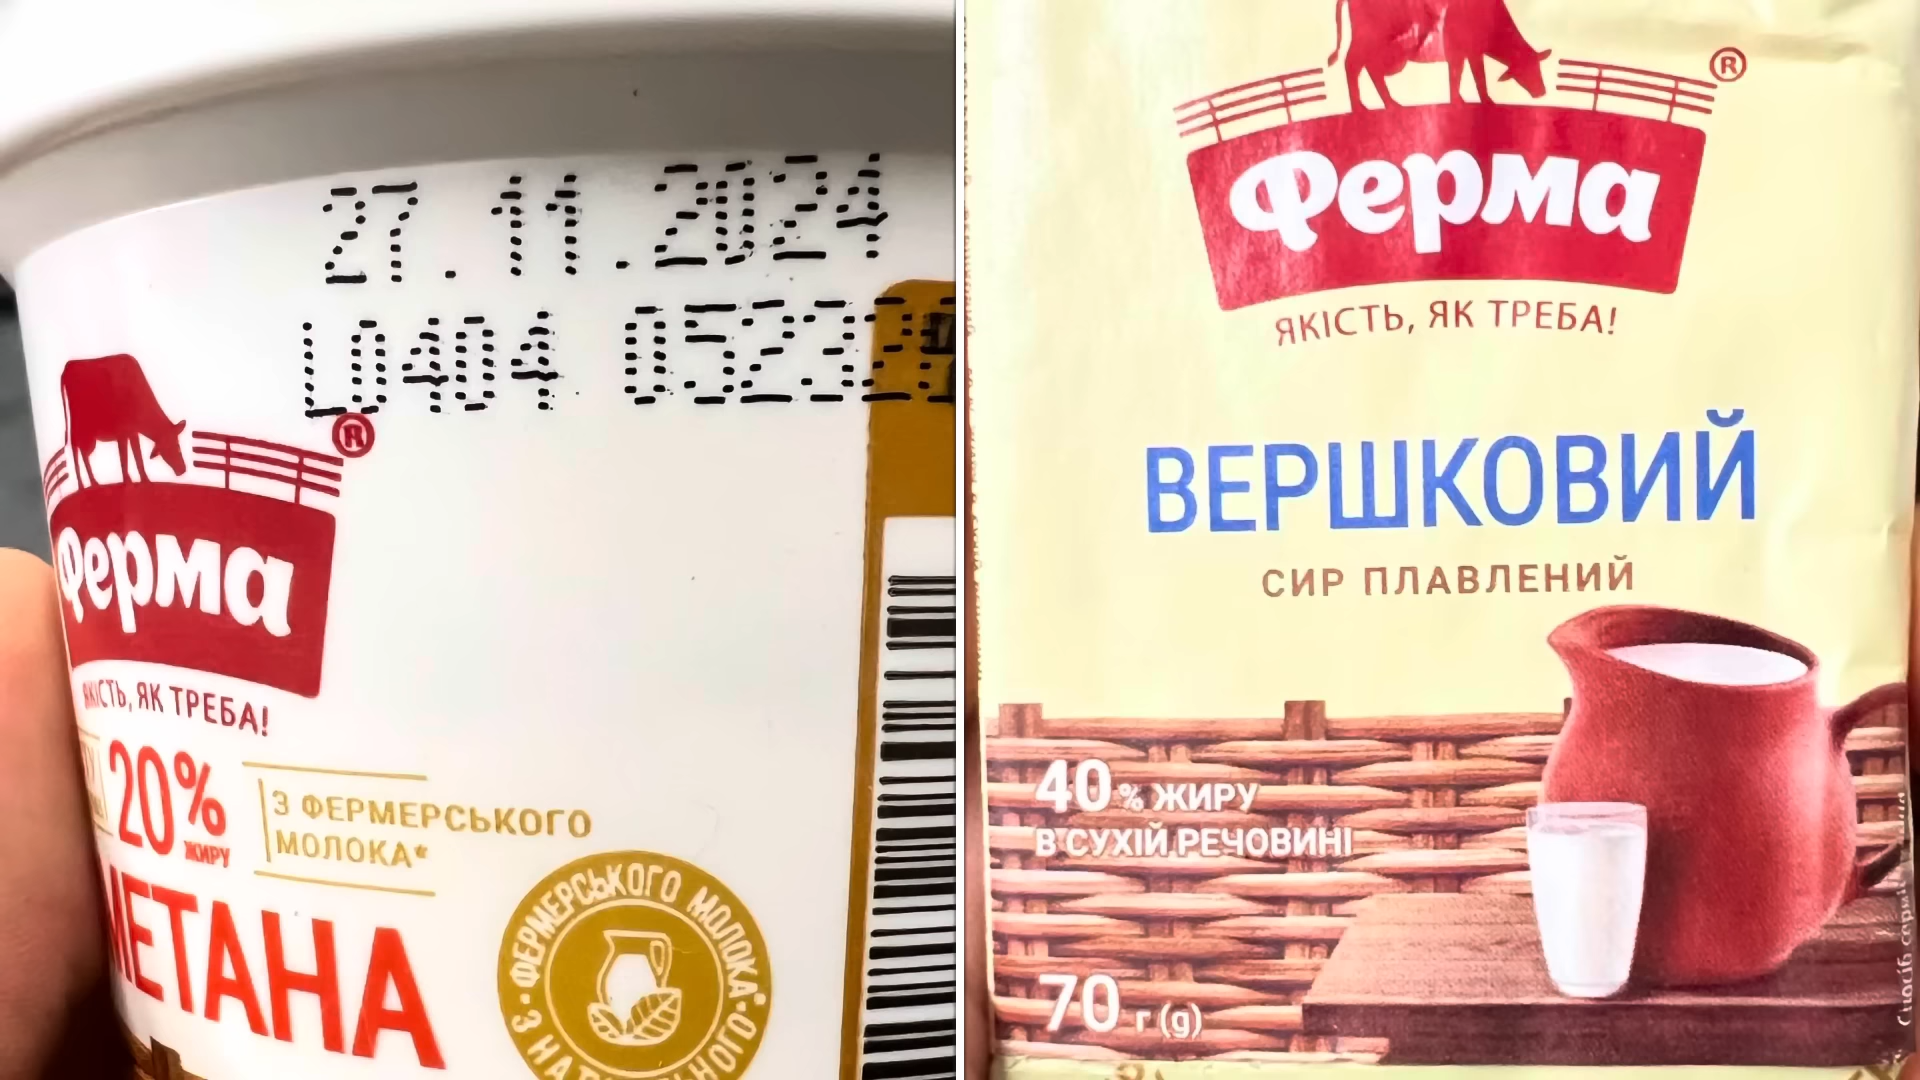 27.11.2024
L0404 05232
®
Ферма
ЯКІСТЬ, ЯК ТРЕБА!
20%
ЖИРУ
З ФЕРМЕРСЬКОГО
МОЛОКА*
МЕТАНА
ФЕРМЕРСЬКОГО МОЛОКА* •
®
Ферма
ЯКІСТЬ, ЯК ТРЕБА!
ВЕРШКОВИЙ
СИР ПЛАВЛЕНИЙ
40% ЖИРУ
В СУХІЙ РЕЧОВИНІ
70 г (g)